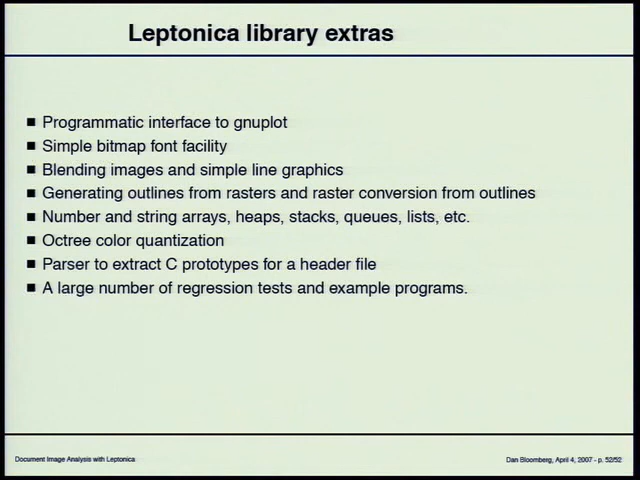 Leptonica library extras
Programmatic interface to gnuplot
Simple bitmap font facility
Blending images and simple line graphics
Generating outlines from rasters and raster conversion from outlines
Number and string arrays, heaps, stacks, queues, lists, etc.
Octree color quantization
Parser to extract C prototypes for a header file
A large number of regression tests and example programs.
Document Image Analysis with Leptonica
Dan Bloomberg, April 4, 2007 - p. 52/52